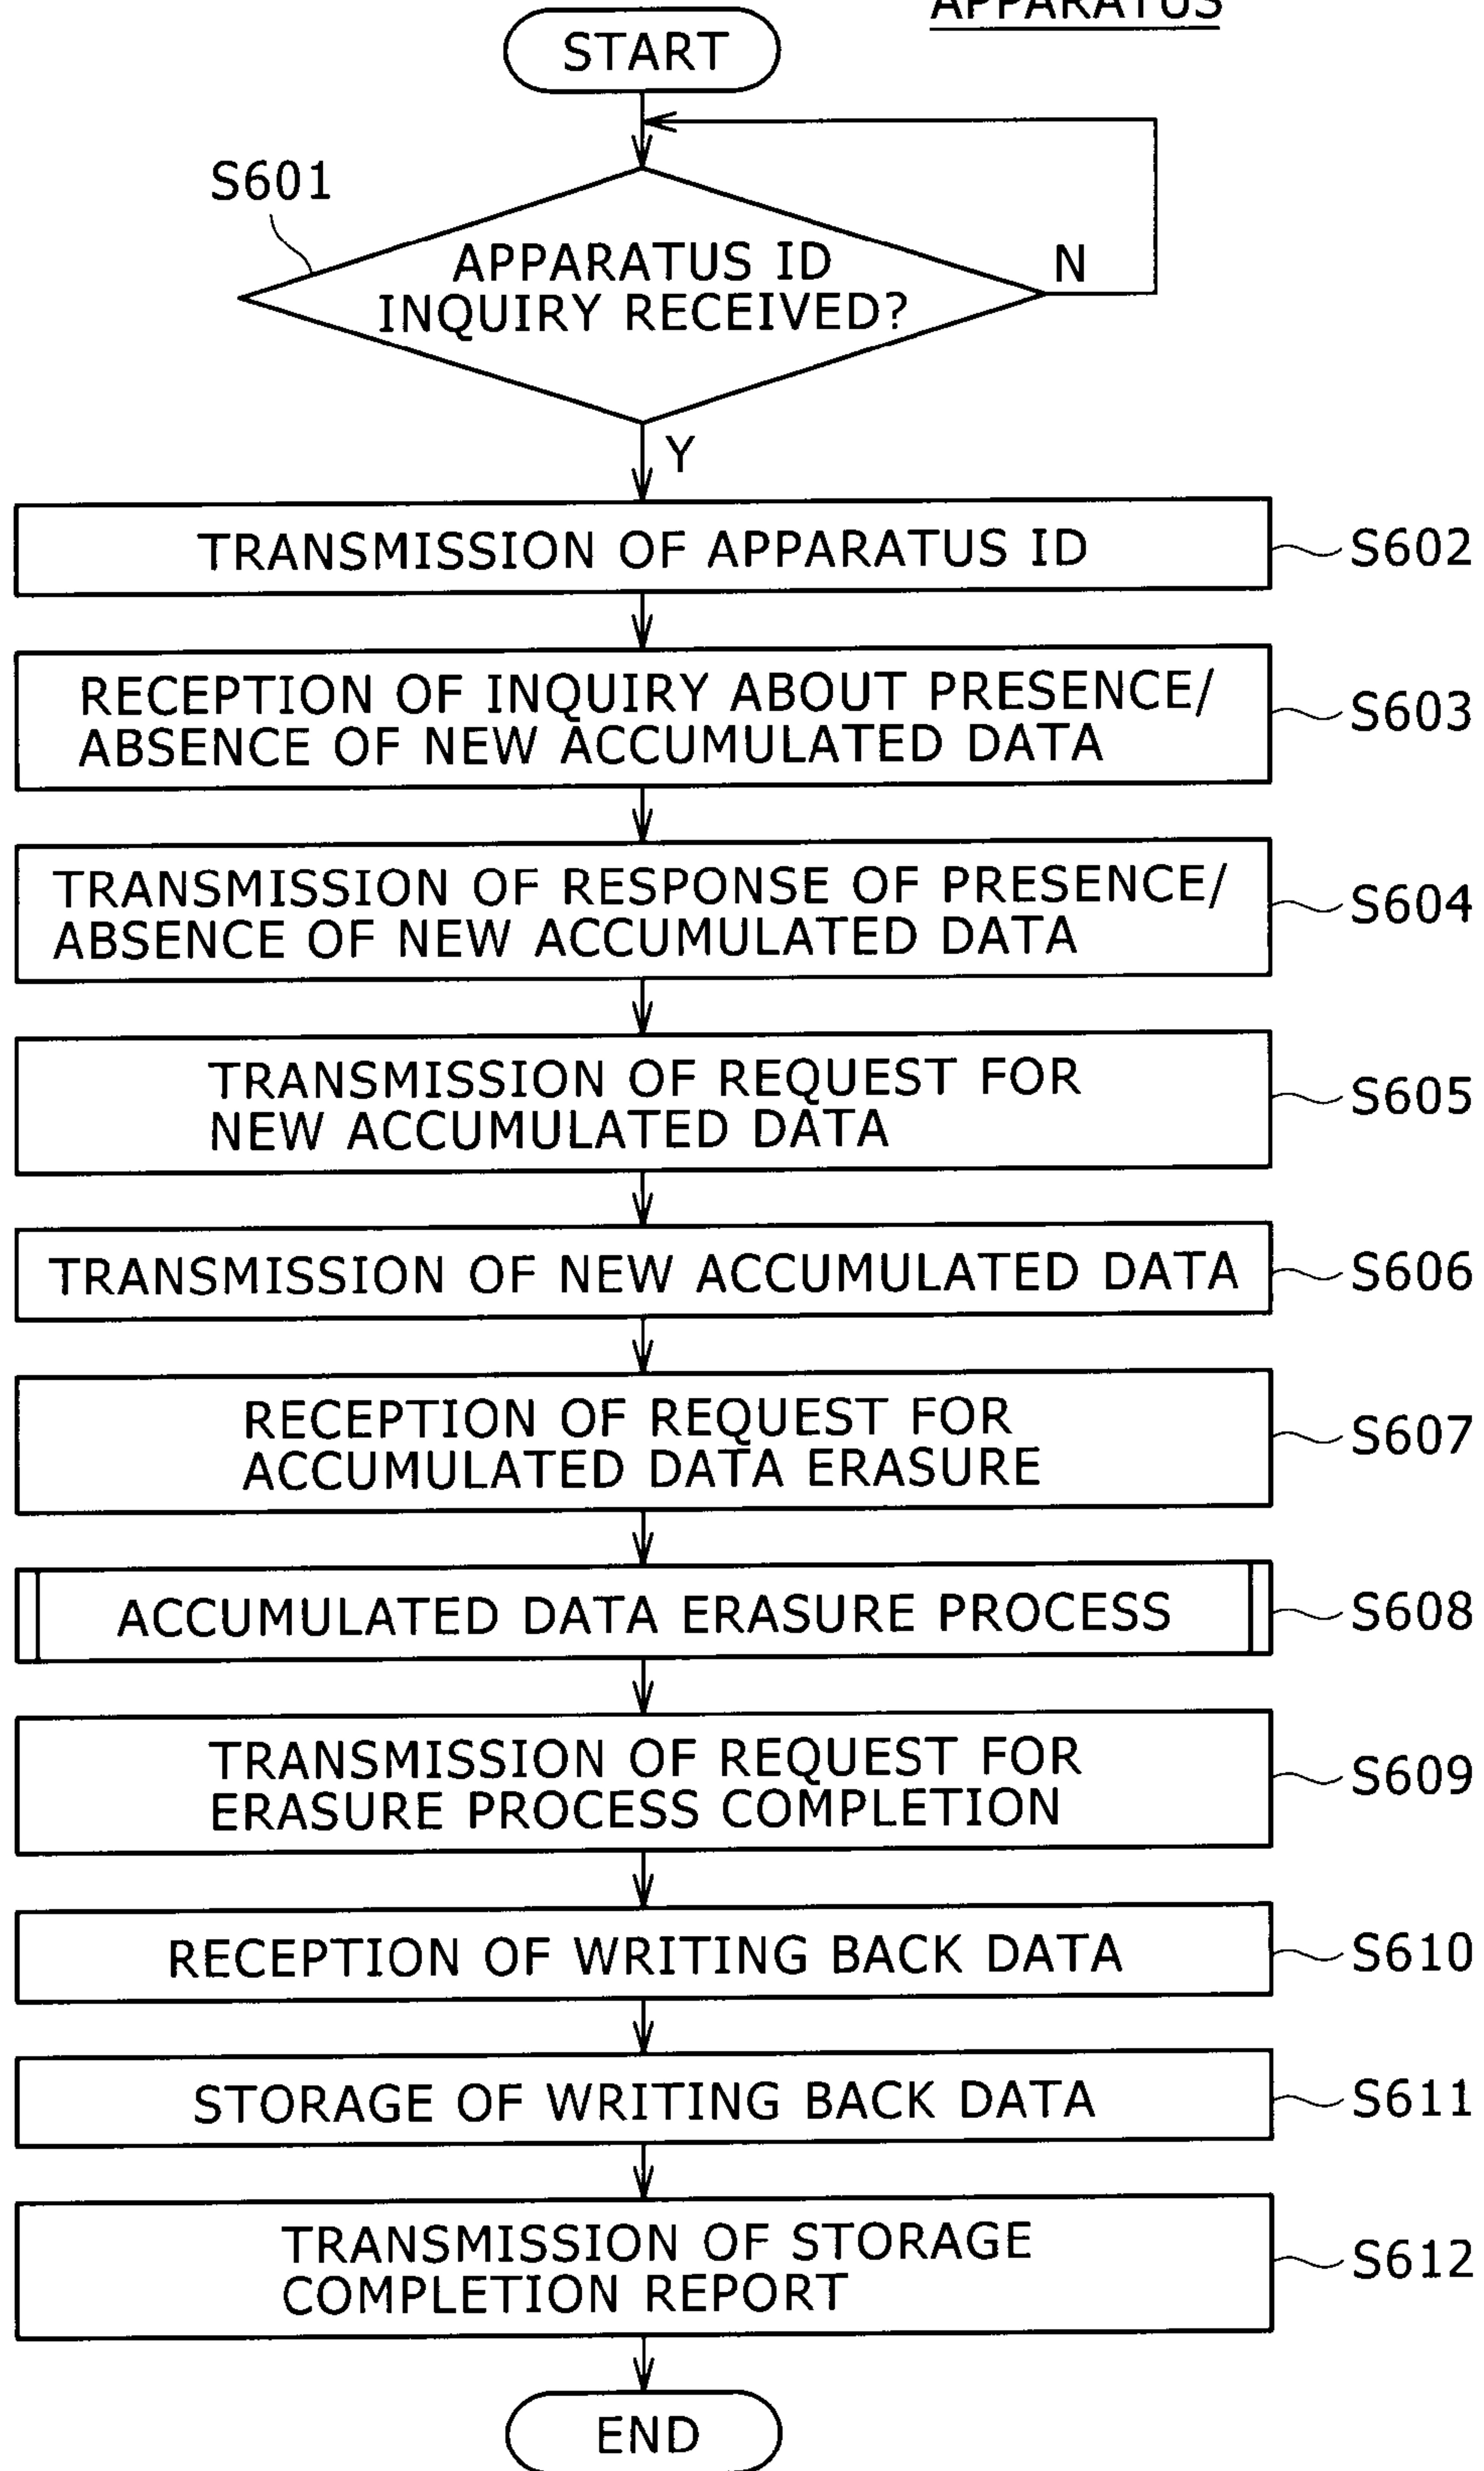 APPARATUS
START
S601
APPARATUS ID
INQUIRY RECEIVED?
N
Y
TRANSMISSION OF APPARATUS ID
S602
RECEPTION OF INQUIRY ABOUT PRESENCE/
ABSENCE OF NEW ACCUMULATED DATA
S603
TRANSMISSION OF RESPONSE OF PRESENCE/
ABSENCE OF NEW ACCUMULATED DATA
S604
TRANSMISSION OF REQUEST FOR
NEW ACCUMULATED DATA
S605
TRANSMISSION OF NEW ACCUMULATED DATA
S606
RECEPTION OF REQUEST FOR
ACCUMULATED DATA ERASURE
S607
ACCUMULATED DATA ERASURE PROCESS
S608
TRANSMISSION OF REQUEST FOR
ERASURE PROCESS COMPLETION
S609
RECEPTION OF WRITING BACK DATA
S610
STORAGE OF WRITING BACK DATA
S611
TRANSMISSION OF STORAGE
COMPLETION REPORT
S612
END